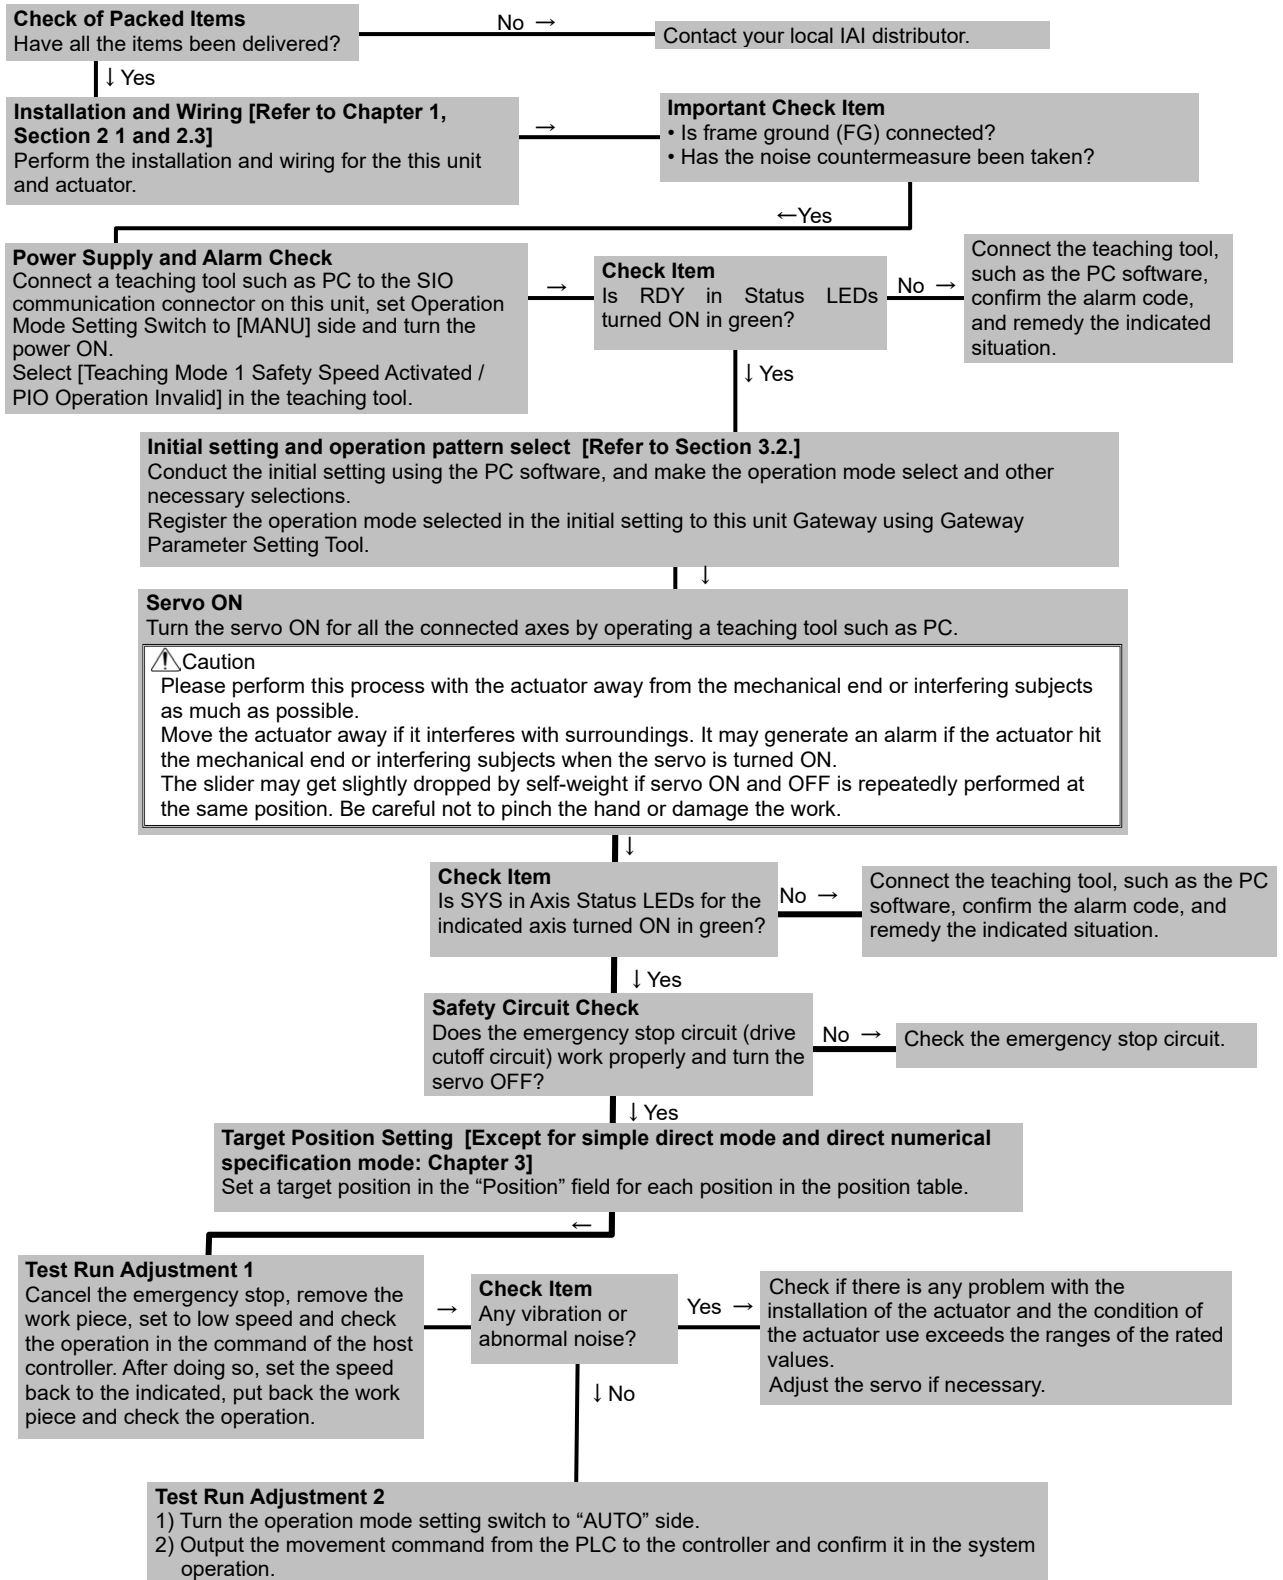 Check of Packed Items
Have all the items been delivered?
No →
Contact your local IAI distributor.
↓ Yes
Installation and Wiring [Refer to Chapter 1,
Section 2 1 and 2.3]
Perform the installation and wiring for the this unit
and actuator.
→
Important Check Item
• Is frame ground (FG) connected?
• Has the noise countermeasure been taken?
←Yes
Power Supply and Alarm Check
Connect a teaching tool such as PC to the SIO
communication connector on this unit, set Operation
Mode Setting Switch to [MANU] side and turn the
power ON.
Select [Teaching Mode 1 Safety Speed Activated /
PIO Operation Invalid] in the teaching tool.
→
Check Item
Is RDY in Status LEDs
turned ON in green?
No →
Connect the teaching tool,
such as the PC software,
confirm the alarm code,
and remedy the indicated
situation.
↓ Yes
Initial setting and operation pattern select [Refer to Section 3.2.]
Conduct the initial setting using the PC software, and make the operation mode select and other
necessary selections.
Register the operation mode selected in the initial setting to this unit Gateway using Gateway
Parameter Setting Tool.
↓
Servo ON
Turn the servo ON for all the connected axes by operating a teaching tool such as PC.
Caution
Please perform this process with the actuator away from the mechanical end or interfering subjects
as much as possible.
Move the actuator away if it interferes with surroundings. It may generate an alarm if the actuator hit
the mechanical end or interfering subjects when the servo is turned ON.
The slider may get slightly dropped by self-weight if servo ON and OFF is repeatedly performed at
the same position. Be careful not to pinch the hand or damage the work.
↓
Check Item
Is SYS in Axis Status LEDs for the
indicated axis turned ON in green?
No →
Connect the teaching tool, such as the PC
software, confirm the alarm code, and
remedy the indicated situation.
↓ Yes
Safety Circuit Check
Does the emergency stop circuit (drive
cutoff circuit) work properly and turn the
servo OFF?
No →
Check the emergency stop circuit.
↓ Yes
Target Position Setting [Except for simple direct mode and direct numerical
specification mode: Chapter 3]
Set a target position in the “Position” field for each position in the position table.
←
Test Run Adjustment 1
Cancel the emergency stop, remove the
work piece, set to low speed and check
the operation in the command of the host
controller. After doing so, set the speed
back to the indicated, put back the work
piece and check the operation.
→
Check Item
Any vibration or
abnormal noise?
Yes →
Check if there is any problem with the
installation of the actuator and the condition of
the actuator use exceeds the ranges of the rated
values.
Adjust the servo if necessary.
↓ No
Test Run Adjustment 2
1) Turn the operation mode setting switch to “AUTO” side.
2) Output the movement command from the PLC to the controller and confirm it in the system
operation.